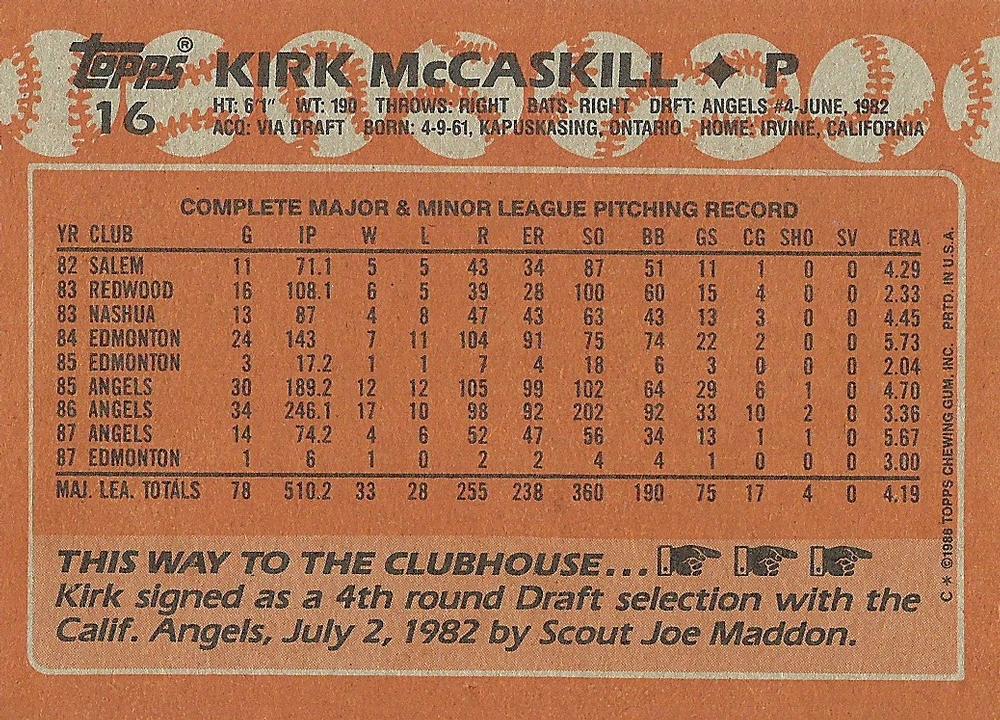 Topps® KIRK McCASKILL ✦ P
16
HT: 6'1" WT: 190 THROWS: RIGHT BATS: RIGHT DRFT: ANGELS #4-JUNE, 1982
ACQ: VIA DRAFT BORN: 4-9-61, KAPUSKASING, ONTARIO HOME: IRVINE, CALIFORNIA
COMPLETE MAJOR & MINOR LEAGUE PITCHING RECORD
YR CLUB G IP W L R ER SO BB GS CG SHO SV ERA
82 SALEM 11 71.1 5 5 43 34 87 51 11 1 0 0 4.29
83 REDWOOD 16 108.1 6 5 39 28 100 60 15 4 0 0 2.33
83 NASHUA 13 87 4 8 47 43 63 43 13 3 0 0 4.45
84 EDMONTON 24 143 7 11 104 91 75 74 22 2 0 0 5.73
85 EDMONTON 3 17.2 1 1 7 4 18 6 3 0 0 0 2.04
85 ANGELS 30 189.2 12 12 105 99 102 64 29 6 1 0 4.70
86 ANGELS 34 246.1 17 10 98 92 202 92 33 10 2 0 3.36
87 ANGELS 14 74.2 4 6 52 47 56 34 13 1 1 0 5.67
87 EDMONTON 1 6 1 0 2 2 4 4 1 0 0 0 3.00
MAJ. LEA. TOTALS 78 510.2 33 28 255 238 360 190 75 17 4 0 4.19
THIS WAY TO THE CLUBHOUSE...
Kirk signed as a 4th round Draft selection with the
Calif. Angels, July 2, 1982 by Scout Joe Maddon.
C * ©1986 TOPPS CHEWING GUM, INC. PRTD. IN U.S.A.